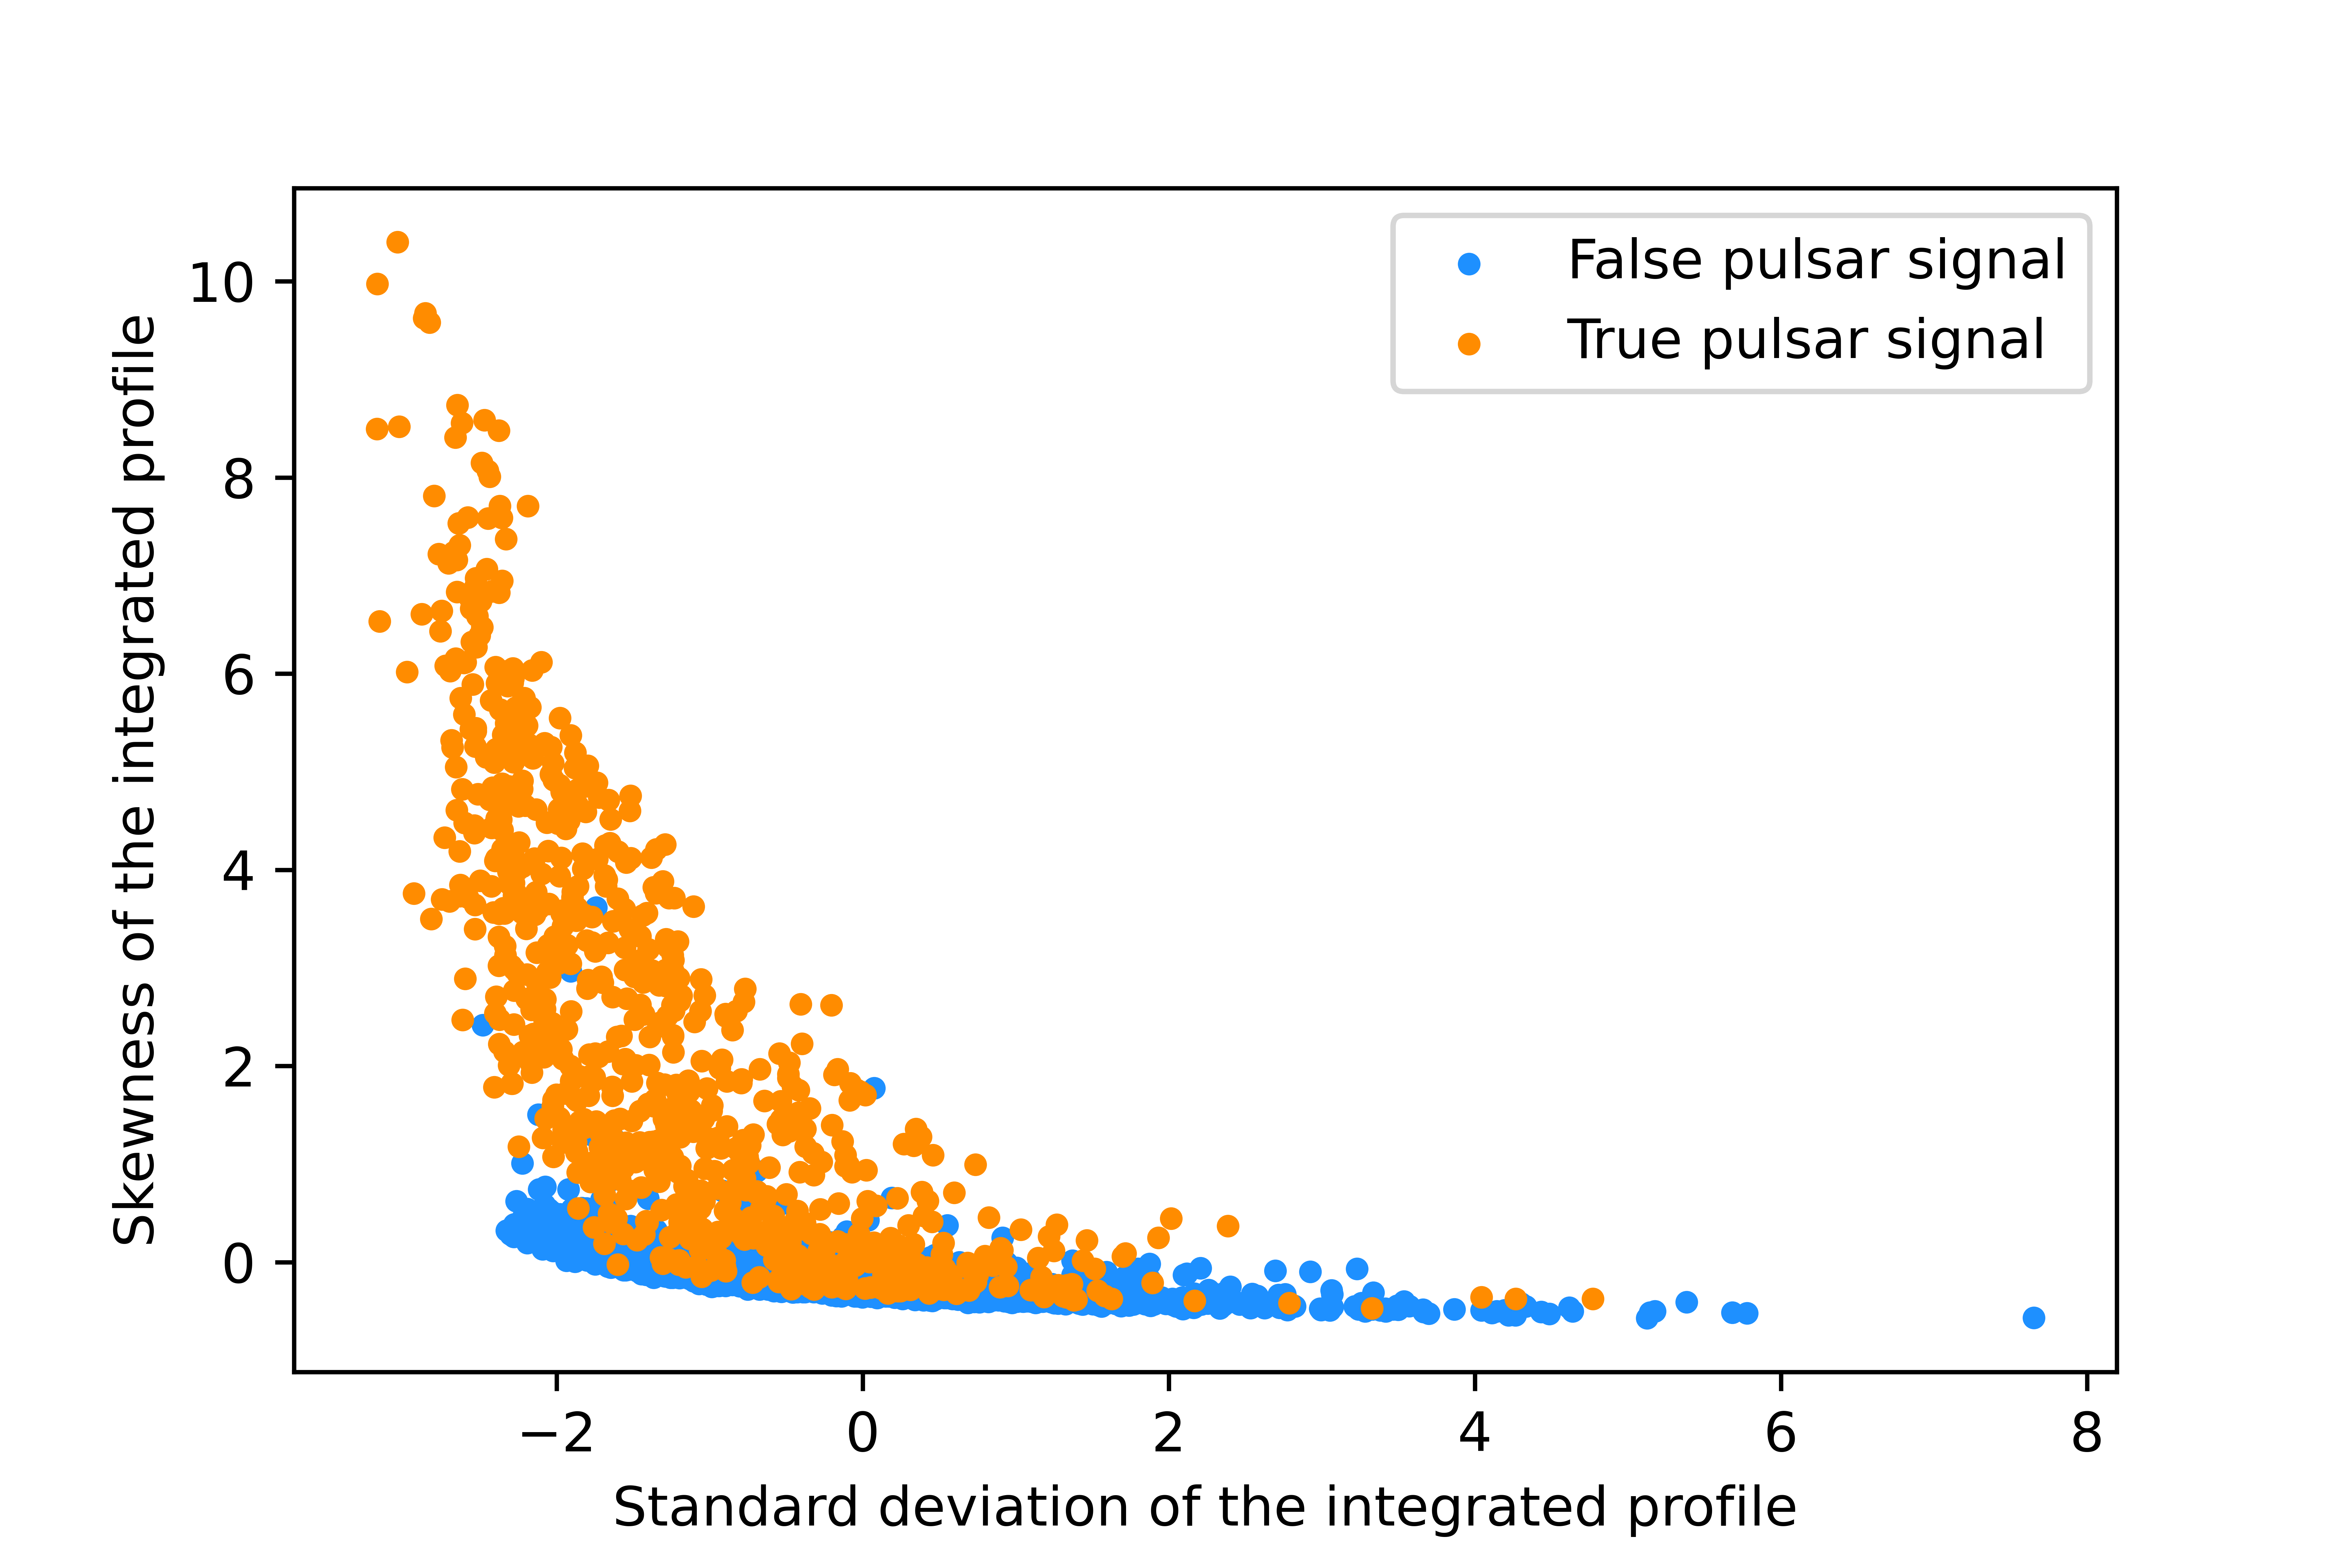 False pulsar signal
True pulsar signal
10
8
6
4
2
0
Skewness of the integrated profile
−2 0 2 4 6 8
Standard deviation of the integrated profile